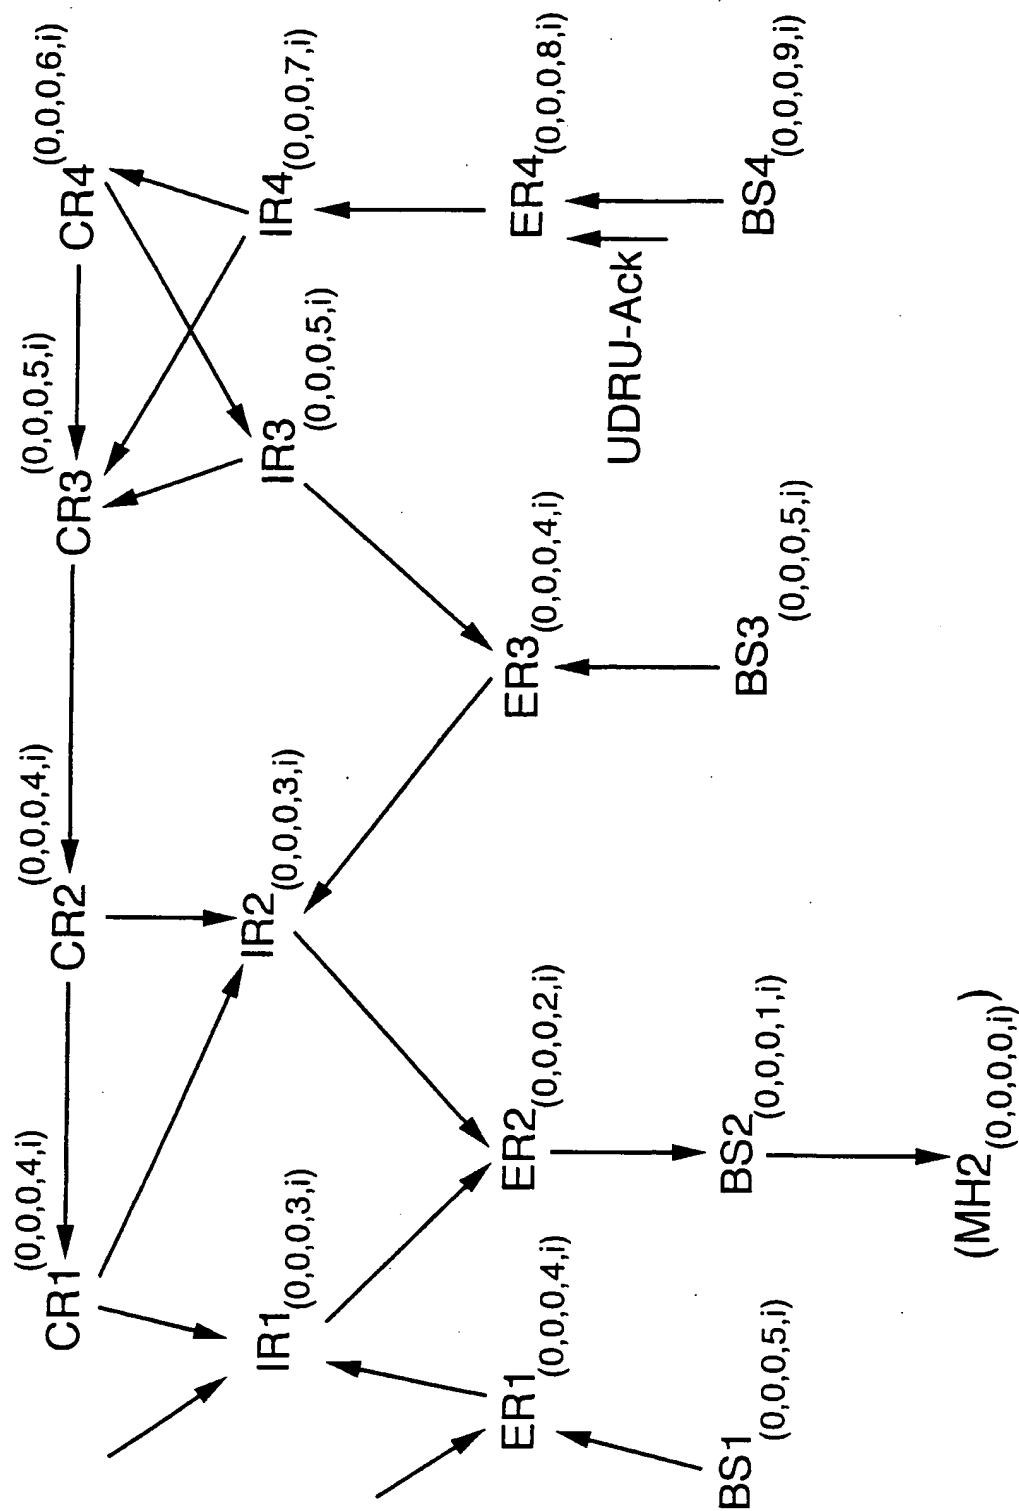 (0,0,0,4,i)
CR1
(0,0,0,4,i)
CR2
(0,0,0,5,i)
CR3
(0,0,0,6,i)
CR4
IR1(0,0,0,3,i)
IR2(0,0,0,3,i)
IR3(0,0,0,5,i)
IR4(0,0,0,7,i)
ER1(0,0,0,4,i)
ER2(0,0,0,2,i)
ER3(0,0,0,4,i)
ER4(0,0,0,8,i)
UDRU-Ack
BS1(0,0,0,5,i)
BS2(0,0,0,1,i)
BS3(0,0,0,5,i)
BS4(0,0,0,9,i)
(MH2(0,0,0,0,i))